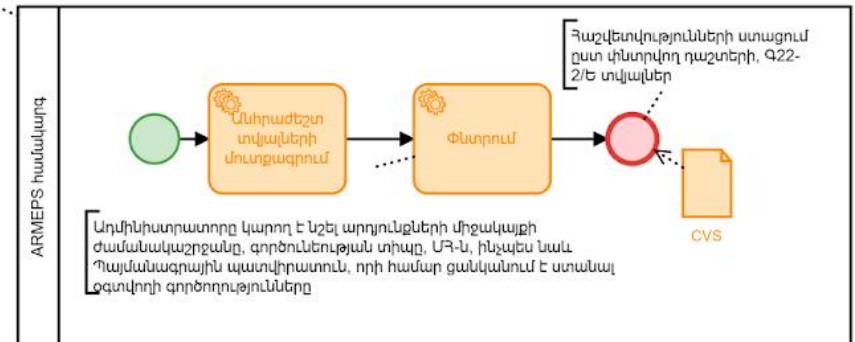 ARMEPS համակարգ
Անհրաժեշտ
տվյալների
մուտքագրում
Փնտրում
Հաշվետվությունների ստացում
ըստ փնտրվող դաշտերի, Գ22-
2/Ե տվյալներ
CVS
Ադմինիստրատորը կարող է նշել արդյունքների միջակայքի
ժամանակաշրջանը, գործունեության տիպը, ՄՀ-ն, ինչպես նաև
Պայմանագրային պատվիրատուն, որի համար ցանկանում է ստանալ
օգտվողի գործողությունները